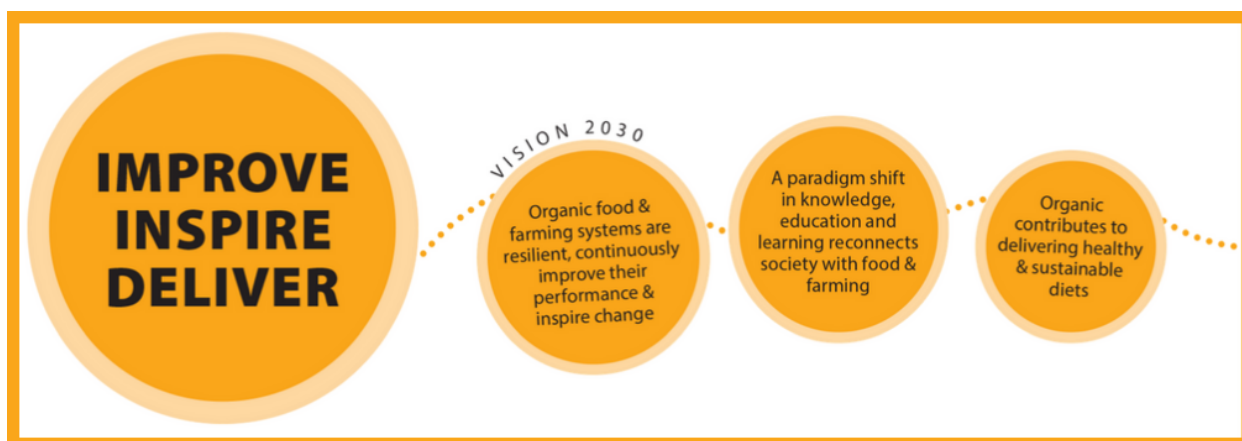 IMPROVE
INSPIRE
DELIVER
VISION 2030
Organic food &
farming systems are
resilient, continuously
improve their
performance &
inspire change
A paradigm shift
in knowledge,
education and
learning reconnects
society with food &
farming
Organic
contributes to
delivering healthy
& sustainable
diets